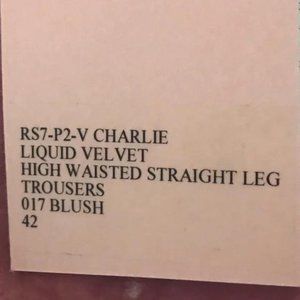 RS7-P2-V CHARLIE
LIQUID VELVET
HIGH WAISTED STRAIGHT LEG
TROUSERS
017 BLUSH
42